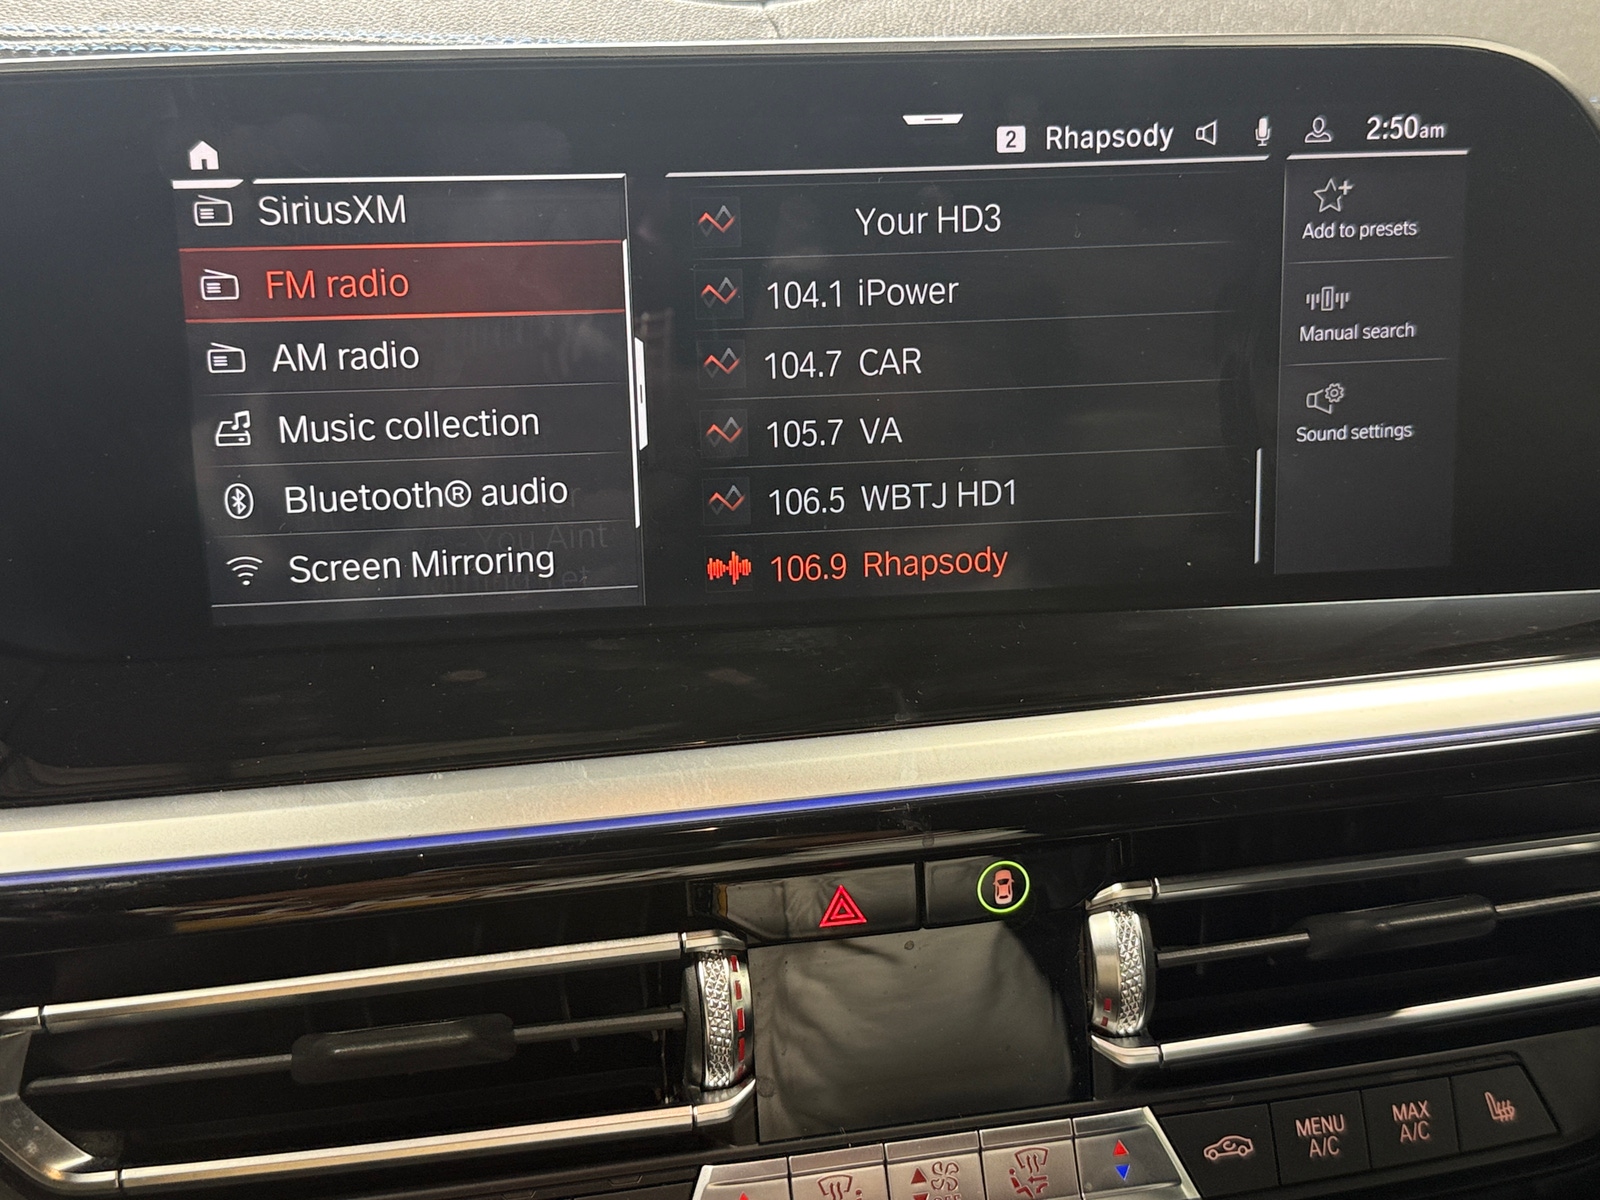 2 Rhapsody 2:50am
SiriusXM
FM radio
AM radio
Music collection
Bluetooth® audio
Screen Mirroring
Your HD3
104.1 iPower
104.7 CAR
105.7 VA
106.5 WBTJ HD1
106.9 Rhapsody
Add to presets
Manual search
Sound settings
MENU
A/C
MAX
A/C